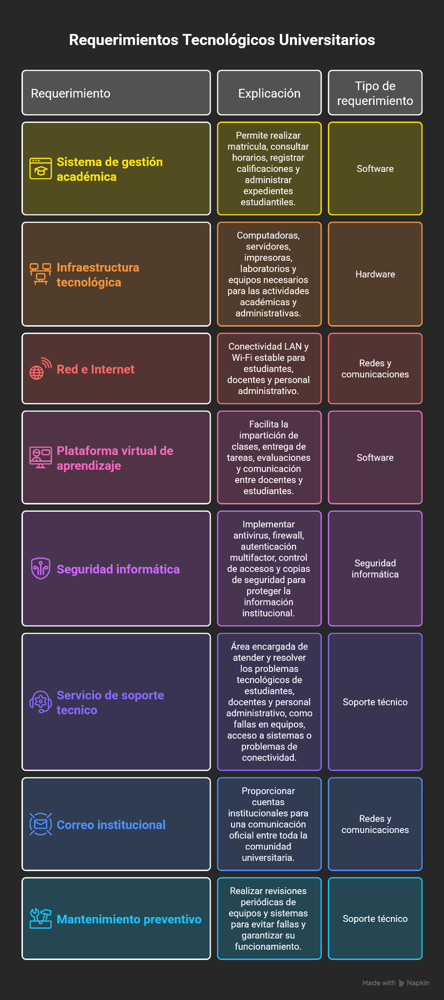 Requerimientos Tecnológicos Universitarios
Requerimiento
Explicación
Tipo de
requerimiento
Sistema de gestión
académica
Permite realizar
matrícula, consultar
horarios, registrar
calificaciones y
administrar
expedientes
estudiantiles.
Software
Infraestructura
tecnológica
Computadoras,
servidores,
impresoras,
laboratorios y
equipos necesarios
para las actividades
académicas y
administrativas.
Hardware
Red e Internet
Conectividad LAN y
Wi-Fi estable para
estudiantes,
docentes y personal
administrativo.
Redes y
comunicaciones
Plataforma virtual de
aprendizaje
Facilita la
impartición de
clases, entrega de
tareas, evaluaciones
y comunicación
entre docentes y
estudiantes.
Software
Seguridad informática
Implementar
antivirus, firewall,
autenticación
multifactor, control
de accesos y copias
de seguridad para
proteger la
información
institucional.
Seguridad
informática
Servicio de soporte
tecnico
Área encargada de
atender y resolver
los problemas
tecnológicos de
estudiantes,
docentes y personal
administrativo, como
fallas en equipos,
acceso a sistemas o
problemas de
conectividad.
Soporte técnico
Correo institucional
Proporcionar
cuentas
institucionales para
una comunicación
oficial entre toda la
comunidad
universitaria.
Redes y
comunicaciones
Mantenimiento preventivo
Realizar revisiones
periódicas de
equipos y sistemas
para evitar fallas y
garantizar su
funcionamiento.
Soporte técnico
Made with Napkin